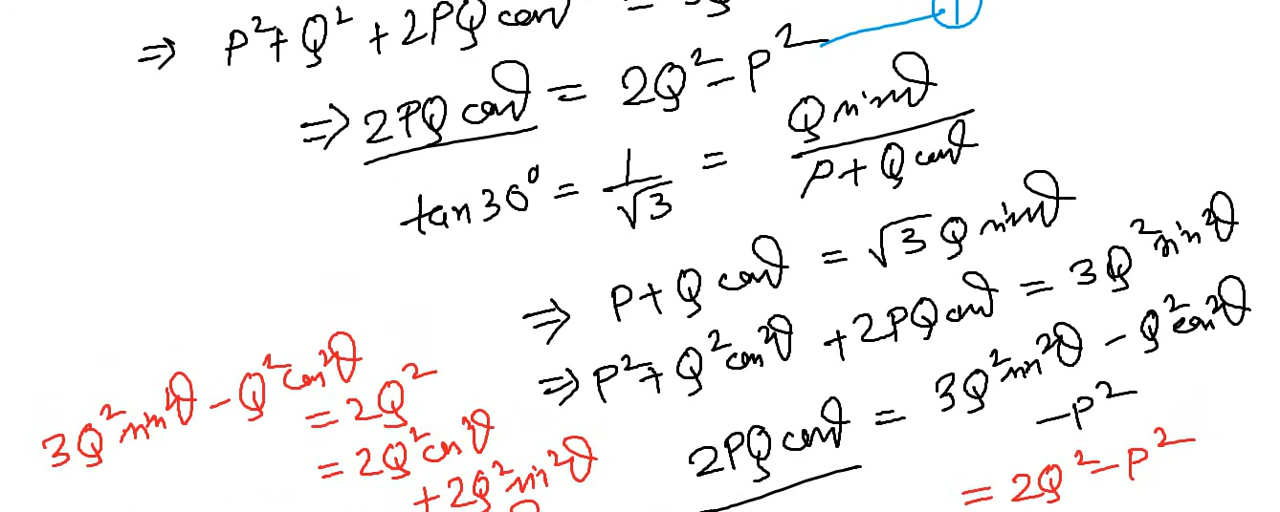 ⇒ P² + Q² + 2PQ cosθ =
①
⇒ 2PQ cosθ = 2Q² - P²
tan30° = 1/√3 = Q sinθ / P + Q cosθ
⇒ P + Q cosθ = √3 Q sinθ
⇒ P² + Q² cos²θ + 2PQ cosθ = 3Q² sin²θ
2PQ cosθ = 3Q² sin²θ - Q² cos²θ
- P²
= 2Q² - P²
3Q² sin²θ - Q² cos²θ
= 2Q²
= 2Q² cos²θ
+ 2Q² sin²θ